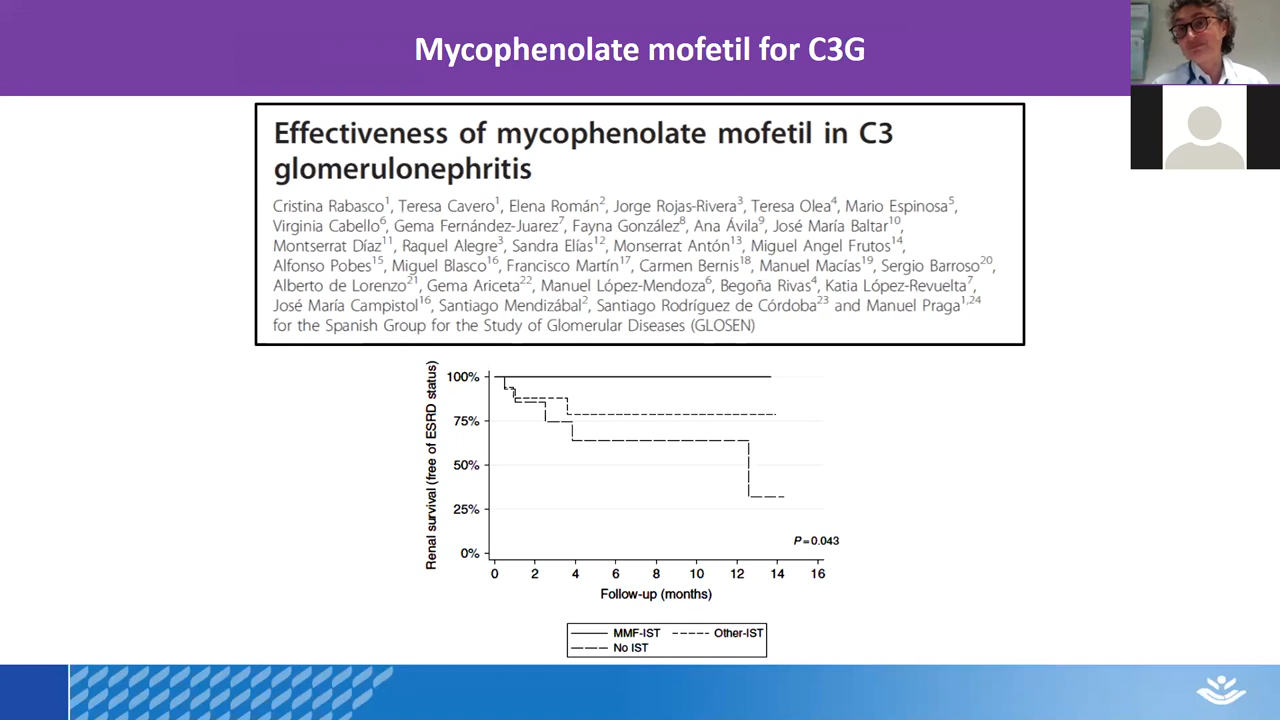 Mycophenolate mofetil for C3G
Effectiveness of mycophenolate mofetil in C3
glomerulonephritis
Cristina Rabasco1, Teresa Cavero1, Elena Román2, Jorge Rojas-Rivera3, Teresa Olea4, Mario Espinosa5,
Virginia Cabello6, Gema Fernández-Juarez7, Fayna González8, Ana Ávila9, José María Baltar10,
Montserrat Díaz11, Raquel Alegre3, Sandra Elías12, Monserrat Antón13, Miguel Angel Frutos14,
Alfonso Pobes15, Miguel Blasco16, Francisco Martín17, Carmen Bernis18, Manuel Macías19, Sergio Barroso20,
Alberto de Lorenzo21, Gema Ariceta22, Manuel López-Mendoza6, Begoña Rivas4, Katia López-Revuelta7,
José María Campistol16, Santiago Mendizábal2, Santiago Rodríguez de Córdoba23 and Manuel Praga1,24
for the Spanish Group for the Study of Glomerular Diseases (GLOSEN)
Renal survival (free of ESRD status)
100%
75%
50%
25%
0%
P=0.043
0 2 4 6 8 10 12 14 16
Follow-up (months)
MMF-IST Other-IST
No IST